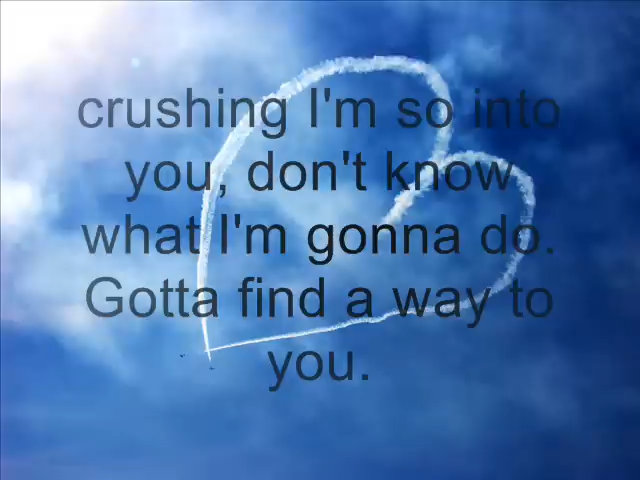 crushing I'm so into
you, don't know
what I'm gonna do.
Gotta find a way to
you.